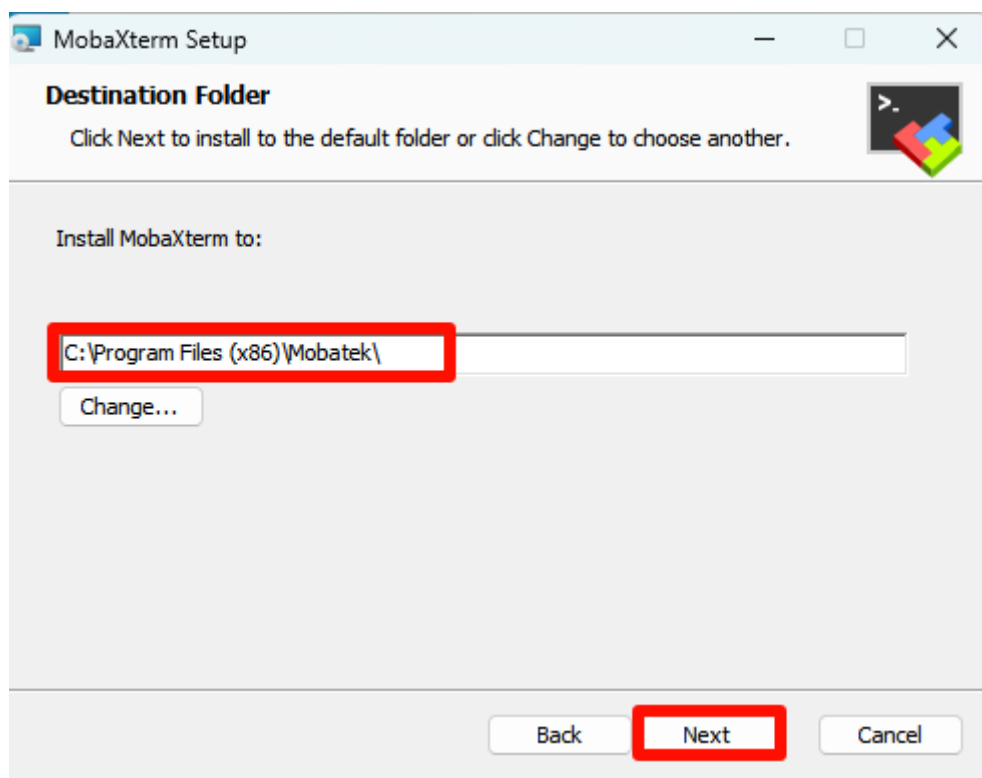 MobaXterm Setup
Destination Folder
Click Next to install to the default folder or click Change to choose another.
>.
Install MobaXterm to:
C:\Program Files (x86)\Mobatek\
Change...
Back
Next
Cancel